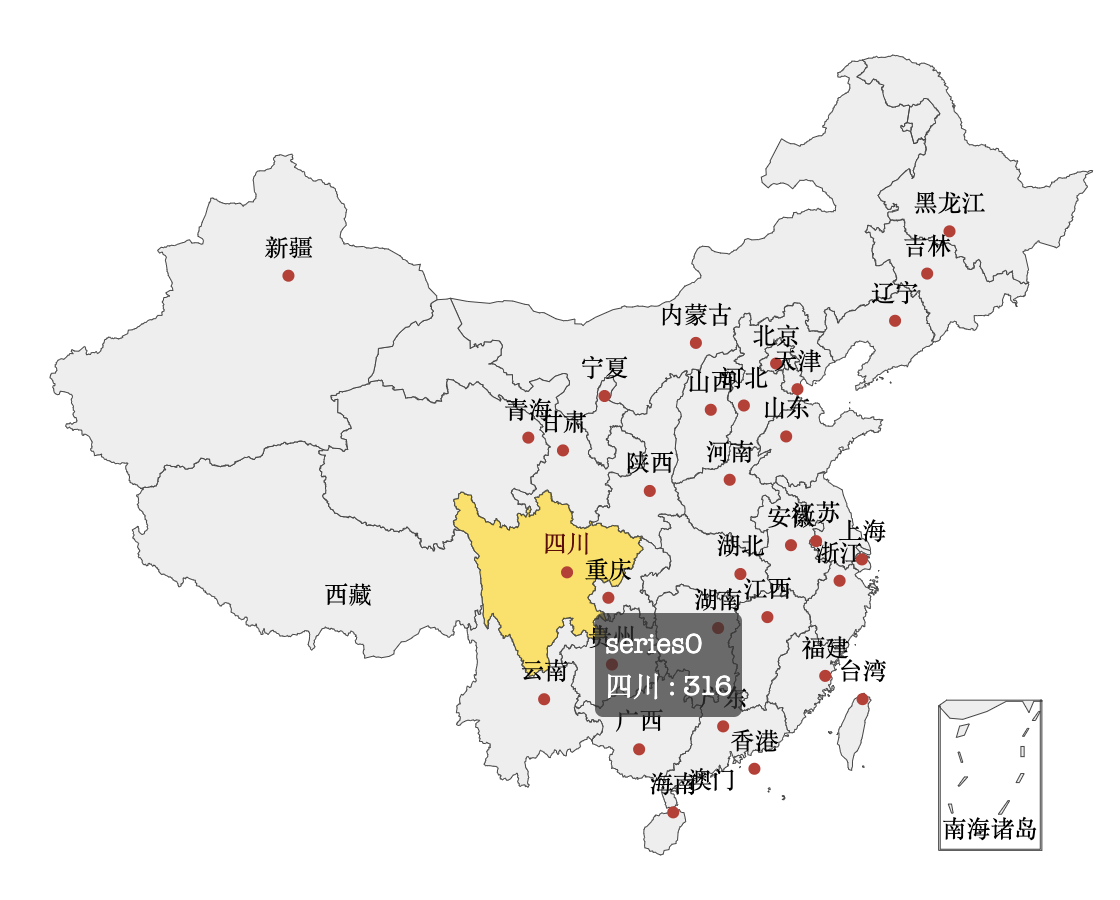 黑龙江
吉林
新疆
辽宁
内蒙古
北京
天津
宁夏
山西
河北
青海
甘肃
山东
河南
陕西
安徽
江苏
上海
四川
湖北
浙江
重庆
西藏
江西
湖南
贵州
series0
四川 : 316
福建
云南
台湾
广东
广西
香港
海南
澳门
南海诸岛